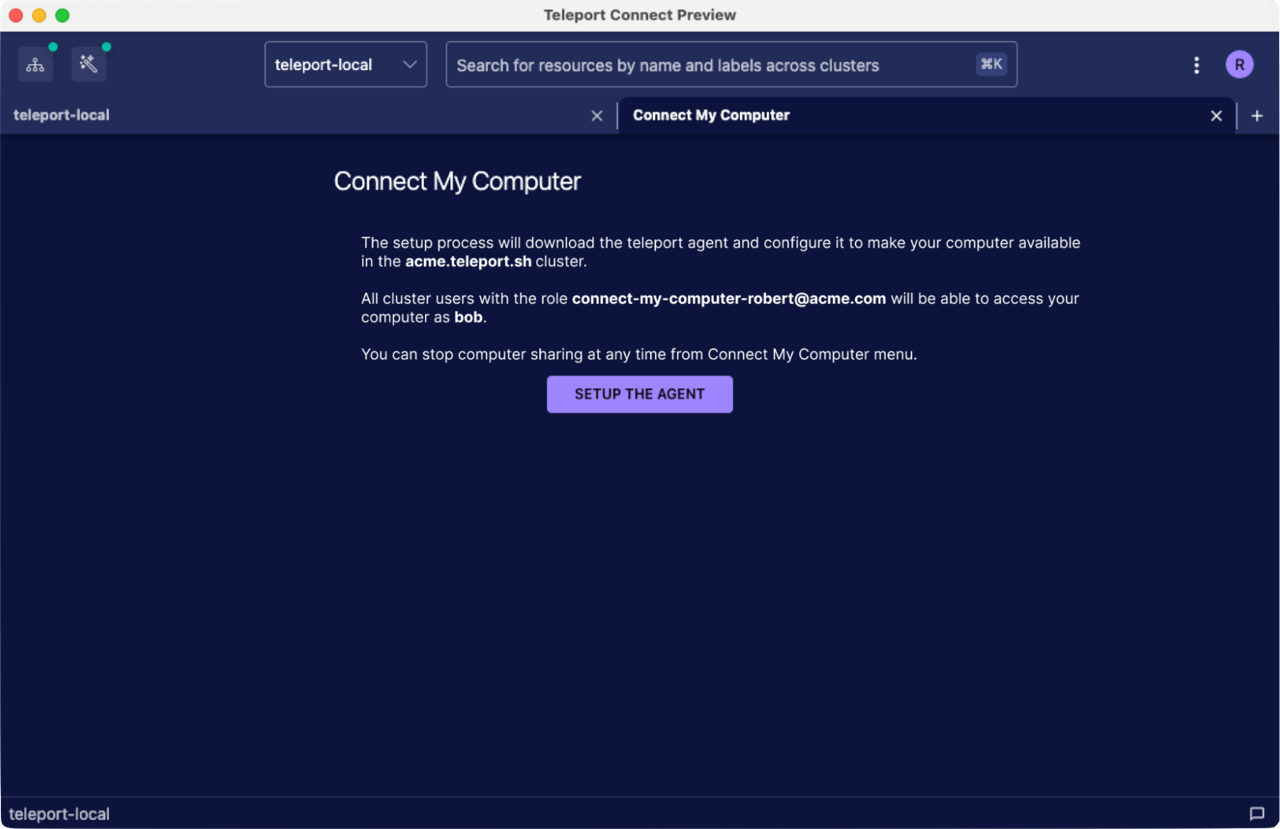 Teleport Connect Preview
teleport-local
Search for resources by name and labels across clusters
⌘K
R
teleport-local
Connect My Computer
Connect My Computer
The setup process will download the teleport agent and configure it to make your computer available
in the acme.teleport.sh cluster.
All cluster users with the role connect-my-computer-robert@acme.com will be able to access your
computer as bob.
You can stop computer sharing at any time from Connect My Computer menu.
SETUP THE AGENT
teleport-local